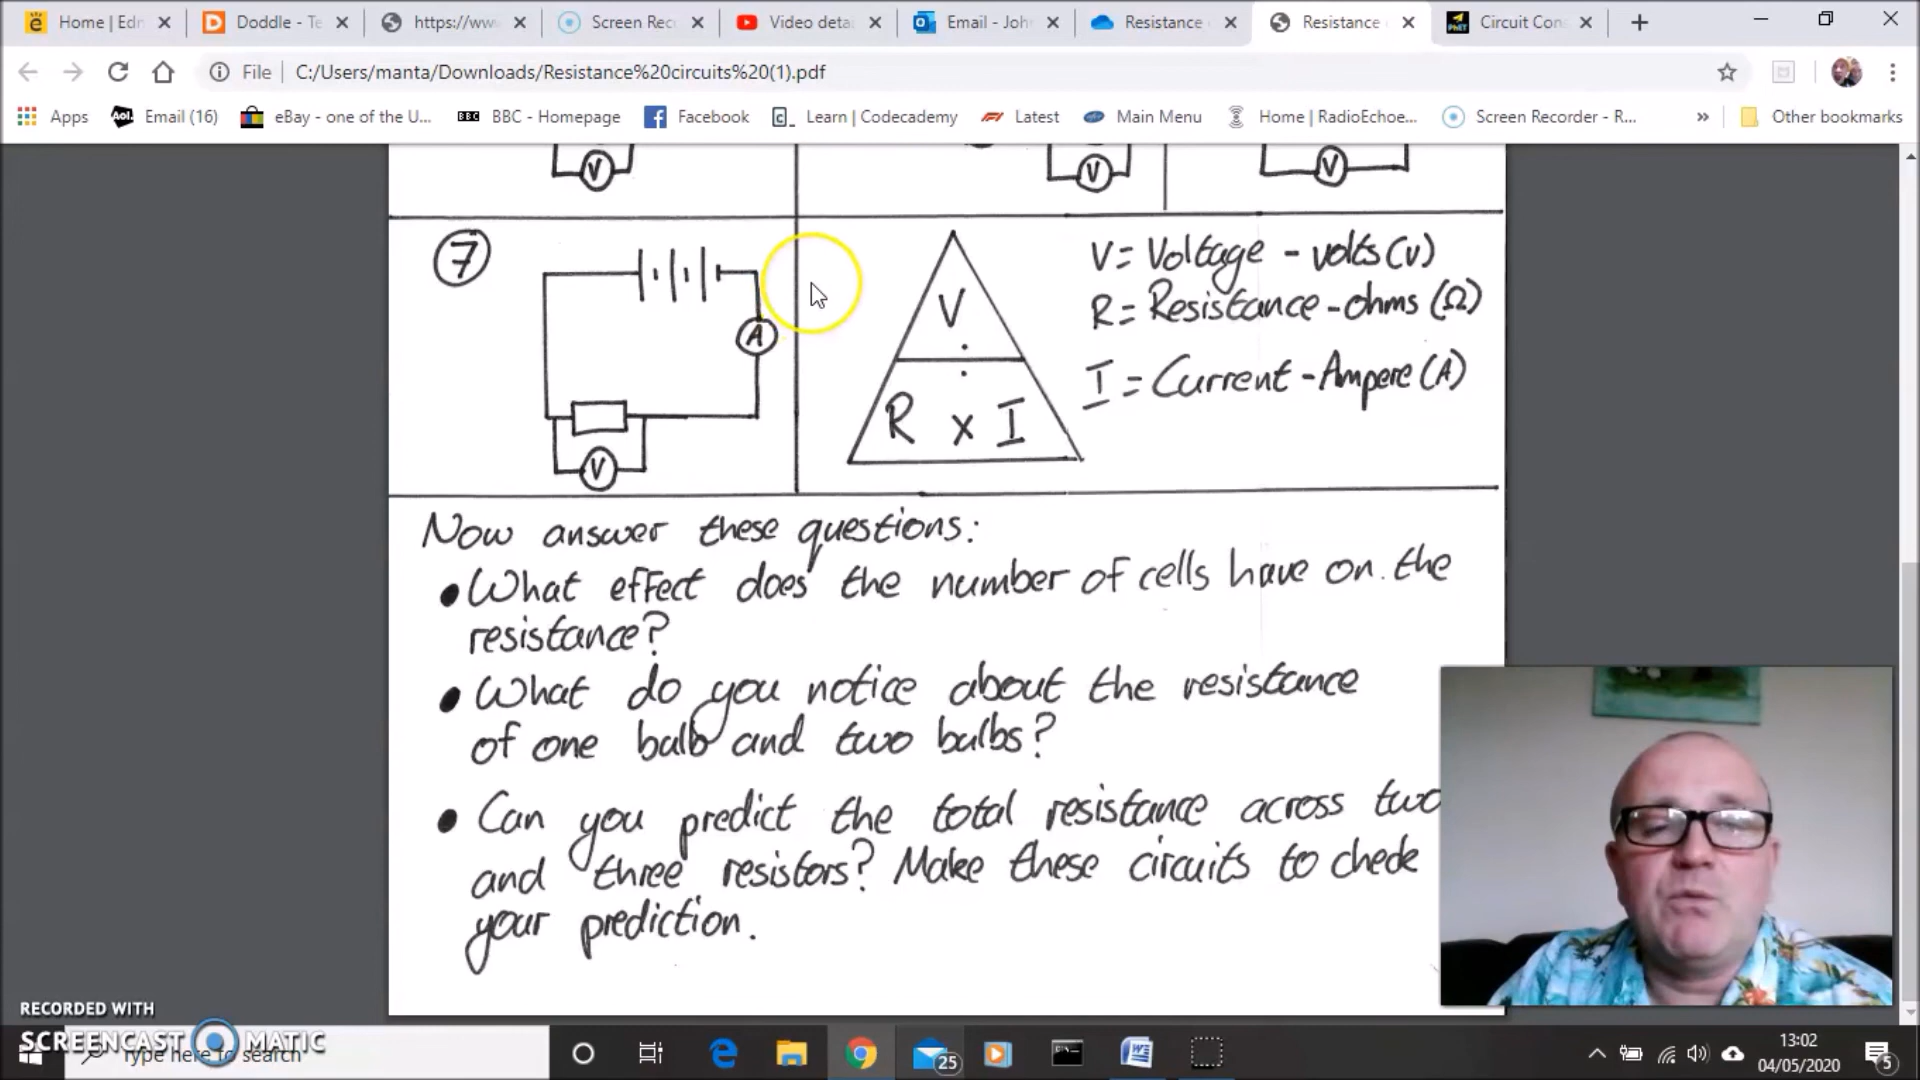 Home | Edn
Doddle - Te
https://www
Screen Rec
Video deta
Email - Joh
Resistance
Resistance
Circuit Con
File C:/Users/manta/Downloads/Resistance%20circuits%20(1).pdf
Apps
Aol. Email (16)
eBay - one of the U...
BBC BBC - Homepage
Facebook
Learn | Codecademy
Latest
Main Menu
Home | RadioEchoe...
Screen Recorder - R...
»
Other bookmarks
V
V
V
7
A
V
V
÷
R x I
V = Voltage - volts (V)
R = Resistance - ohms (Ω)
I = Current - Ampere (A)
Now answer these questions:
• What effect does the number of cells have on. the
resistance?
• What do you notice about the resistance
of one bulb and two bulbs?
• Can you predict the total resistance across two
and three resistors? Make these circuits to check
your prediction.
RECORDED WITH
SCREENCAST MATIC
Type here to search
25
13:02
04/05/2020
5